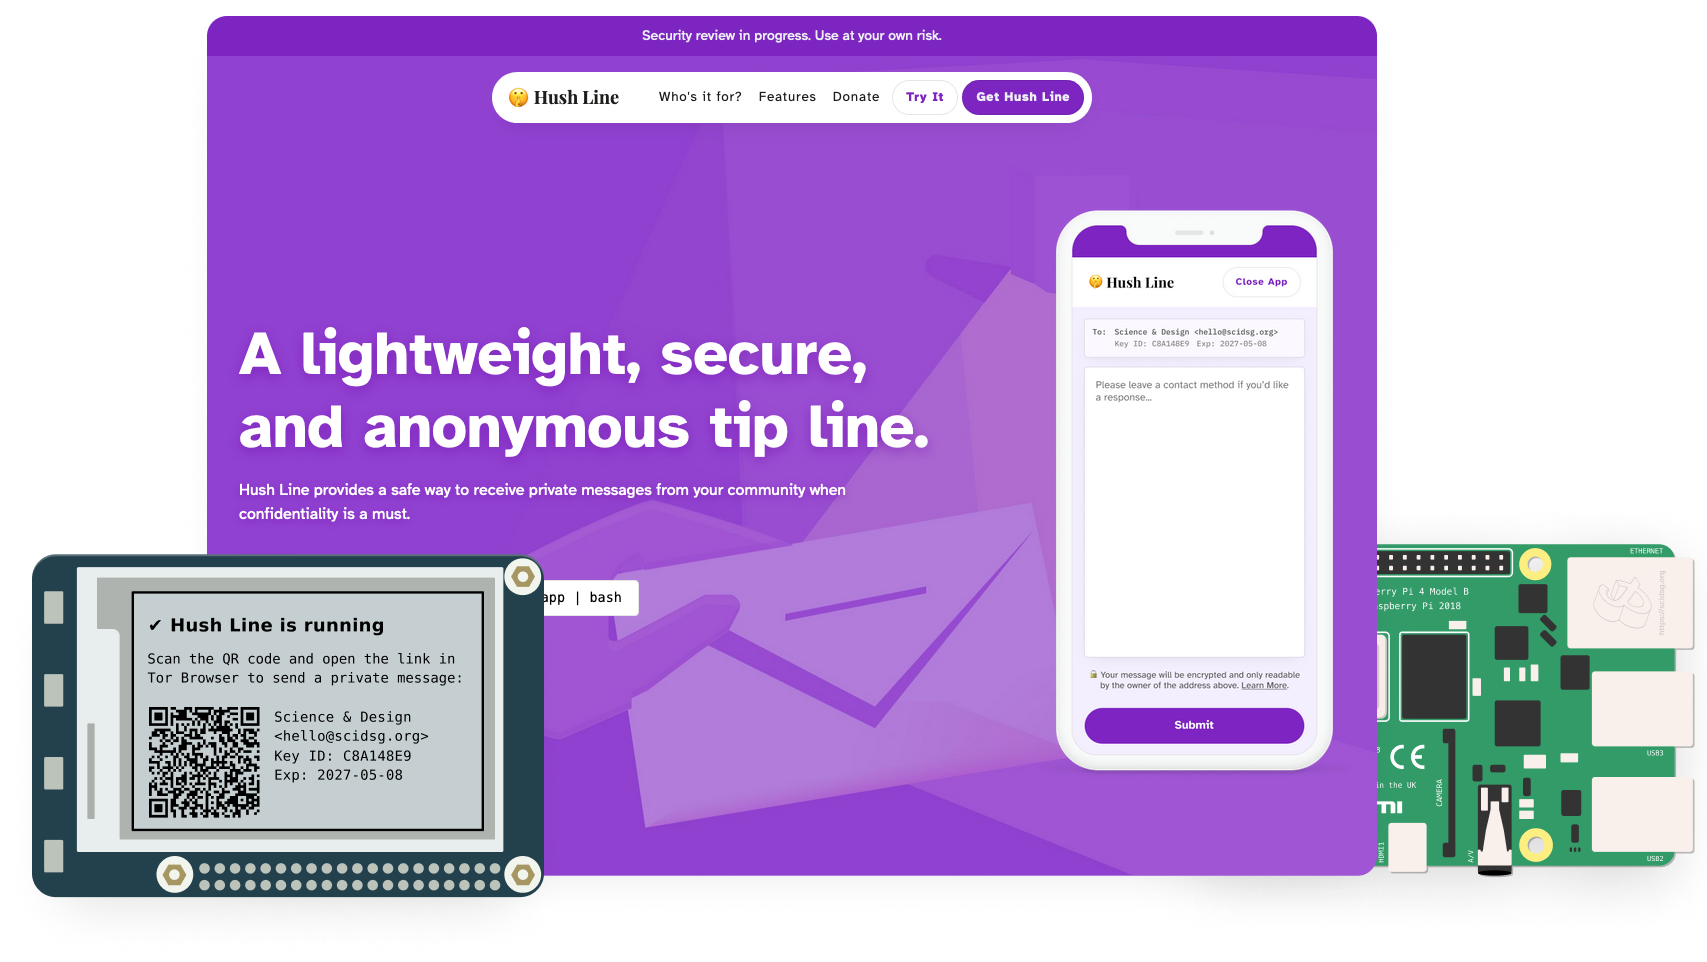 Security review in progress. Use at your own risk.
Hush Line
Who's it for?
Features
Donate
Try It
Get Hush Line
A lightweight, secure,
and anonymous tip line.
Hush Line provides a safe way to receive private messages from your community when
confidentiality is a must.
app | bash
Hush Line
Close App
To: Science & Design <hello@scidsg.org>
Key ID: C8A148E9 Exp: 2027-05-08
Please leave a contact method if you'd like
a response...
Your message will be encrypted and only readable
by the owner of the address above. Learn More.
Submit
✔ Hush Line is running
Scan the QR code and open the link in
Tor Browser to send a private message:
Science & Design
<hello@scidsg.org>
Key ID: C8A148E9
Exp: 2027-05-08
ETHERNET
erry Pi 4 Model B
spberry Pi 2018
https://scidsg.org
USB3
CE
in the UK
CAMERA
HDMI1
A/V
USB2